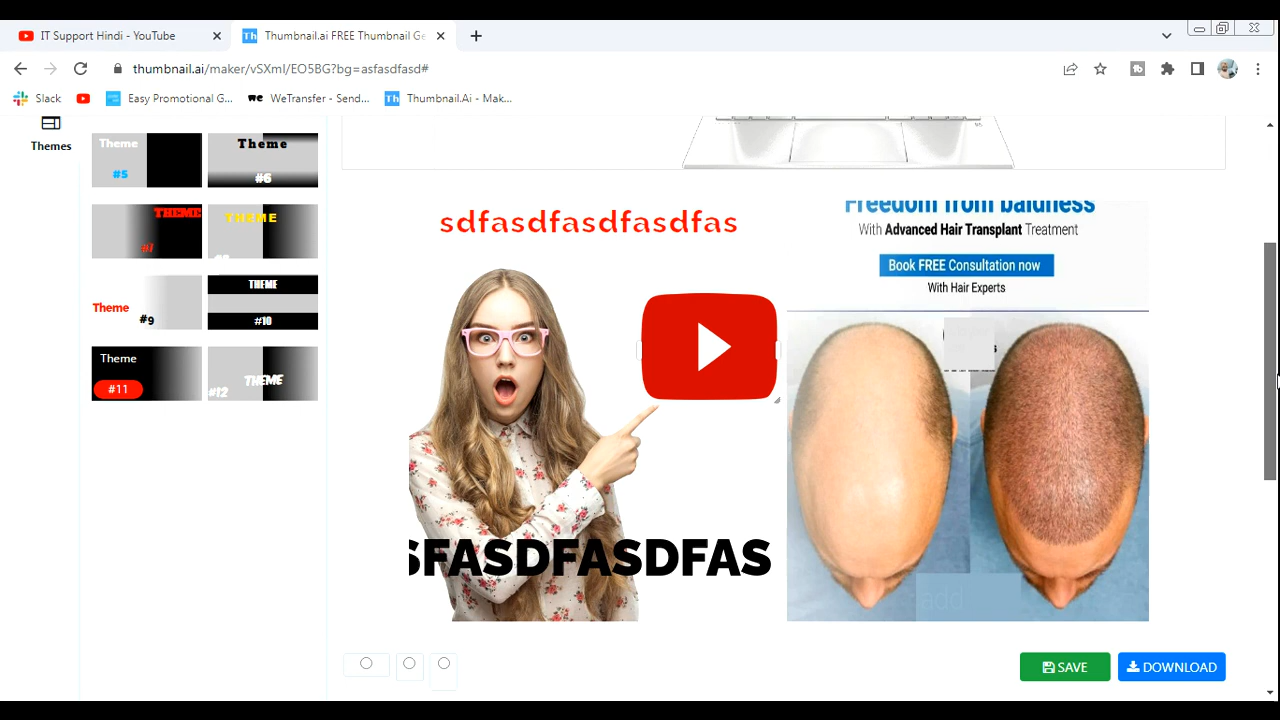 IT Support Hindi - YouTube
Thumbnail.ai FREE Thumbnail Ge
thumbnail.ai/maker/vSXml/EO5BG?bg=asfasdfasd#
Slack
Easy Promotional G...
WeTransfer - Send...
Thumbnail.Ai - Mak...
Themes
Theme
#5
Theme
#6
THEME
#7
THEME
Theme
#9
THEME
#10
Theme
#11
THEME
#12
sdfasdfasdfasdfas
SFASDFASDFAS
Freedom from baldness
With Advanced Hair Transplant Treatment
Book FREE Consultation now
With Hair Experts
add
SAVE
DOWNLOAD